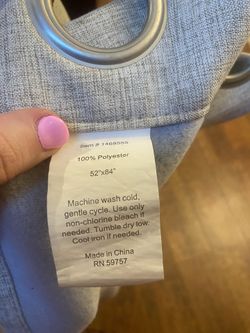 Item # 1469555
100% Polyester
52"x84"
Machine wash cold,
gentle cycle. Use only
non-chlorine bleach if
needed. Tumble dry low.
Cool iron if needed.
Made in China
RN 59757